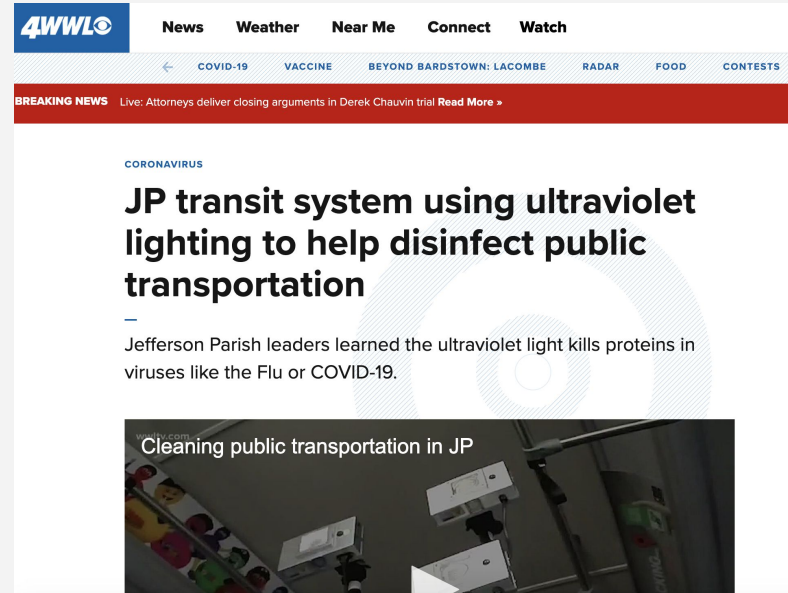 4WWL
News Weather Near Me Connect Watch
COVID-19 VACCINE BEYOND BARDSTOWN: LACOMBE RADAR FOOD CONTESTS
BREAKING NEWS Live: Attorneys deliver closing arguments in Derek Chauvin trial Read More »
CORONAVIRUS
JP transit system using ultraviolet
lighting to help disinfect public
transportation
Jefferson Parish leaders learned the ultraviolet light kills proteins in
viruses like the Flu or COVID-19.
wwltv.com
Cleaning public transportation in JP